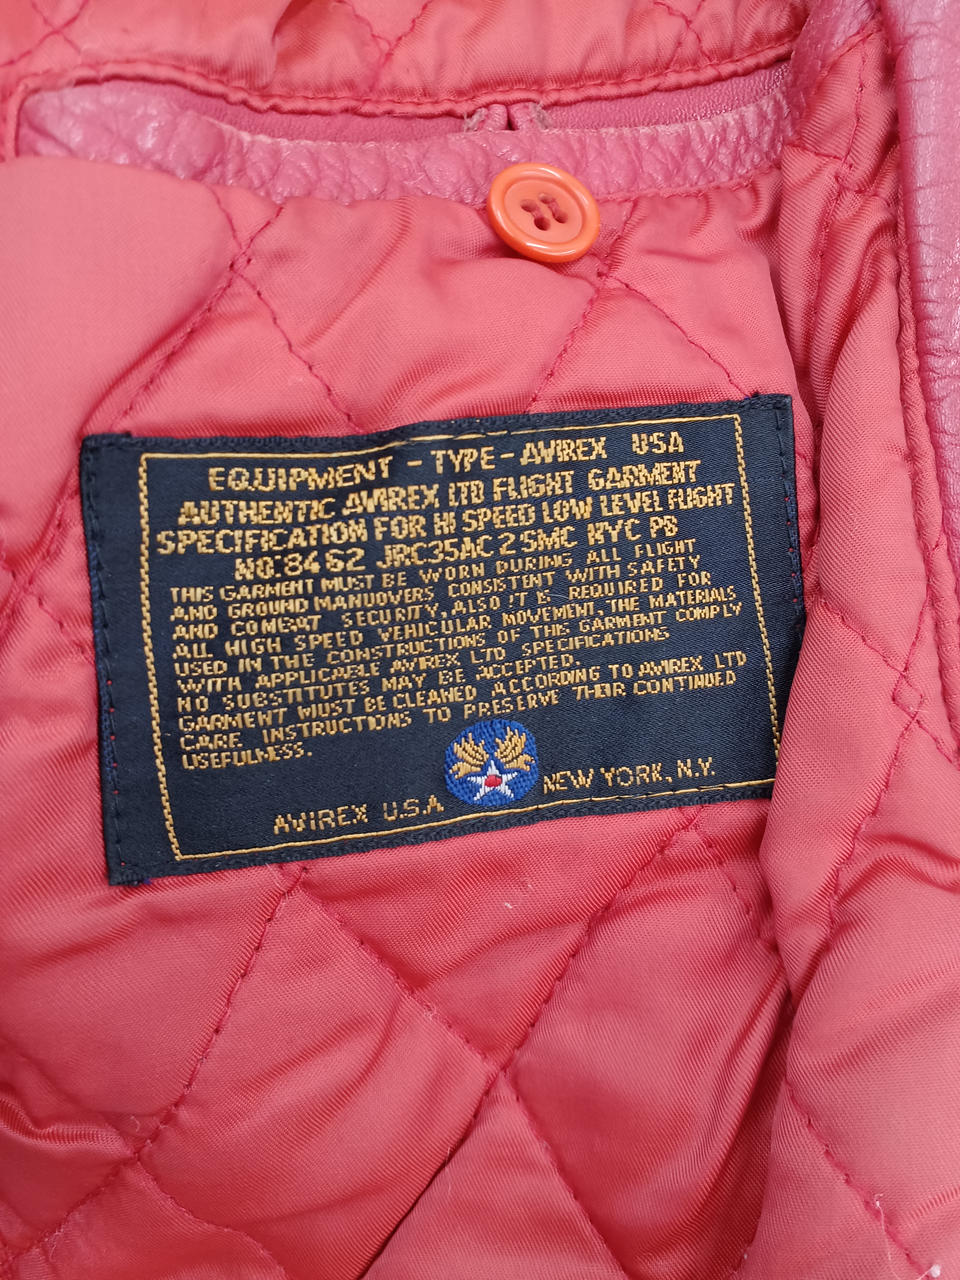 EQUIPMENT - TYPE - AVIREX USA
AUTHENTIC AVIREX LTD FLIGHT GARMENT
SPECIFICATION FOR HI SPEED LOW LEVEL FLIGHT
NO: 8462 JRC35AC 2 SMC NYC PB
THIS GARMENT MUST BE WORN DURING ALL FLIGHT
AND GROUND MANUOVERS CONSISTENT WITH SAFETY
AND COMBAT SECURITY, ALSO IT IS REQUIRED FOR
ALL HIGH SPEED VEHICULAR MOVEMENT, THE MATERIALS
USED IN THE CONSTRUCTIONS OF THIS GARMENT COMPLY
WITH APPLICABLE AVIREX LTD SPECIFICATIONS
NO SUBSTITUTES MAY BE ACCEPTED.
GARMENT MUST BE CLEANED ACCORDING TO AVIREX LTD
CARE INSTRUCTIONS TO PRESERVE THEIR CONTINUED
USEFULNESS.
AVIREX U.S.A NEW YORK, N.Y.